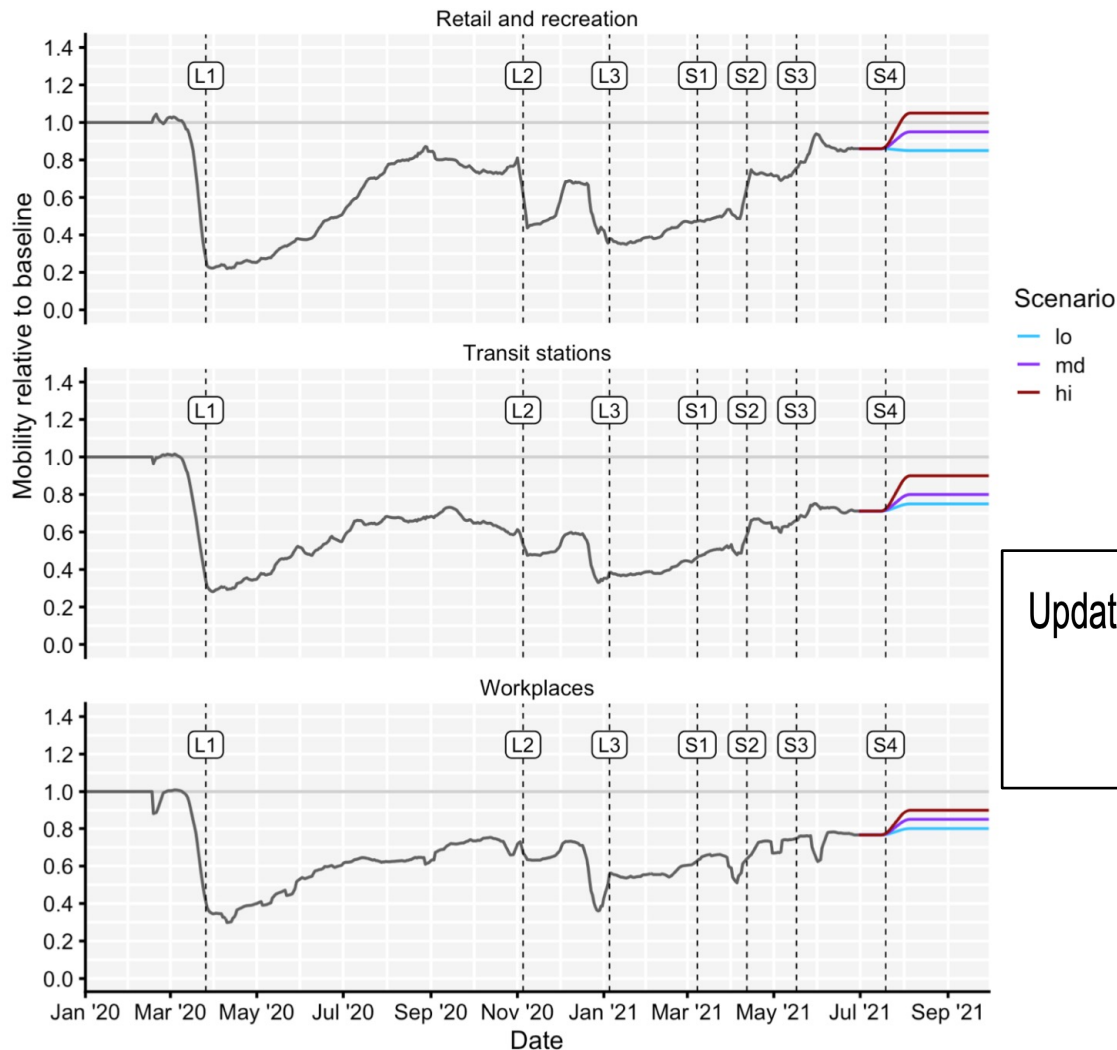 Retail and recreation
1.4
1.2
1.0
0.8
0.6
0.4
0.2
0.0
L1 L2 L3 S1 S2 S3 S4
Transit stations
1.4
1.2
1.0
0.8
0.6
0.4
0.2
0.0
L1 L2 L3 S1 S2 S3 S4
Workplaces
1.4
1.2
1.0
0.8
0.6
0.4
0.2
0.0
L1 L2 L3 S1 S2 S3 S4
Mobility relative to baseline
Jan '20 Mar '20 May '20 Jul '20 Sep '20 Nov '20 Jan '21 Mar '21 May '21 Jul '21 Sep '21
Date
Scenario
lo
md
hi
Updat